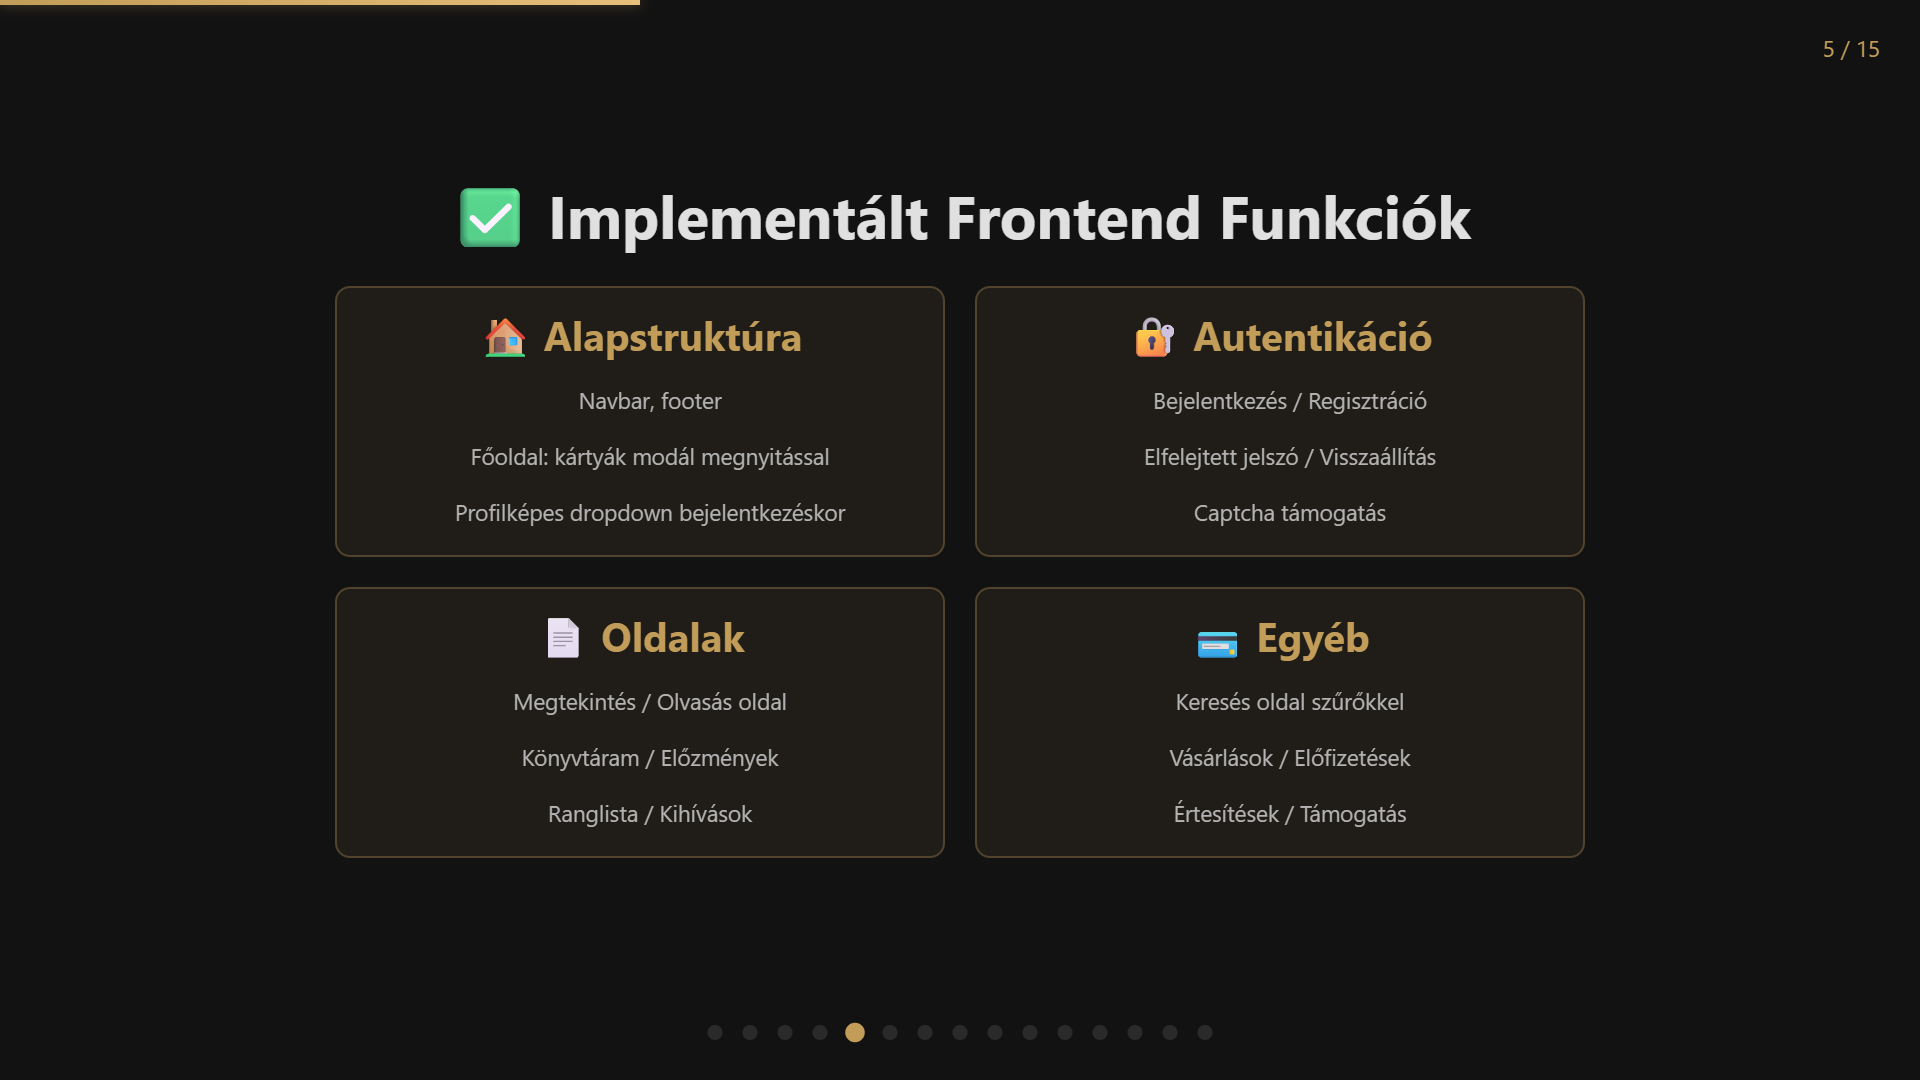 5 / 15
✅ Implementált Frontend Funkciók
🏠 Alapstruktúra
Navbar, footer
Főoldal: kártyák modál megnyitással
Profilképes dropdown bejelentkezéskor
🔐 Autentikáció
Bejelentkezés / Regisztráció
Elfelejtett jelszó / Visszaállítás
Captcha támogatás
📄 Oldalak
Megtekintés / Olvasás oldal
Könyvtáram / Előzmények
Ranglista / Kihívások
💳 Egyéb
Keresés oldal szűrőkkel
Vásárlások / Előfizetések
Értesítések / Támogatás